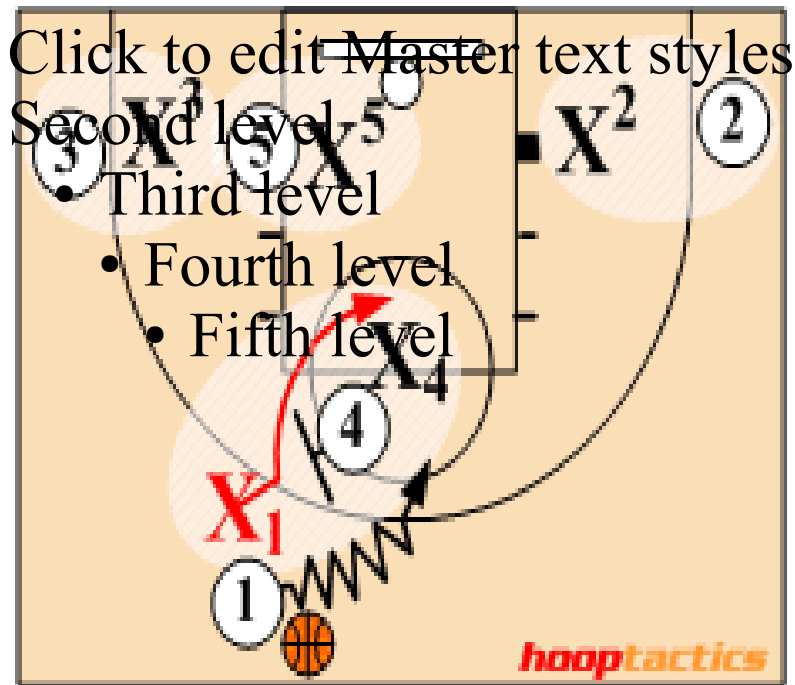 Click to edit Master text styles
Second level
• Third level
• Fourth level
• Fifth level
3 X3 5 X5 X2 2
X4
4
X1
1
hooptactics